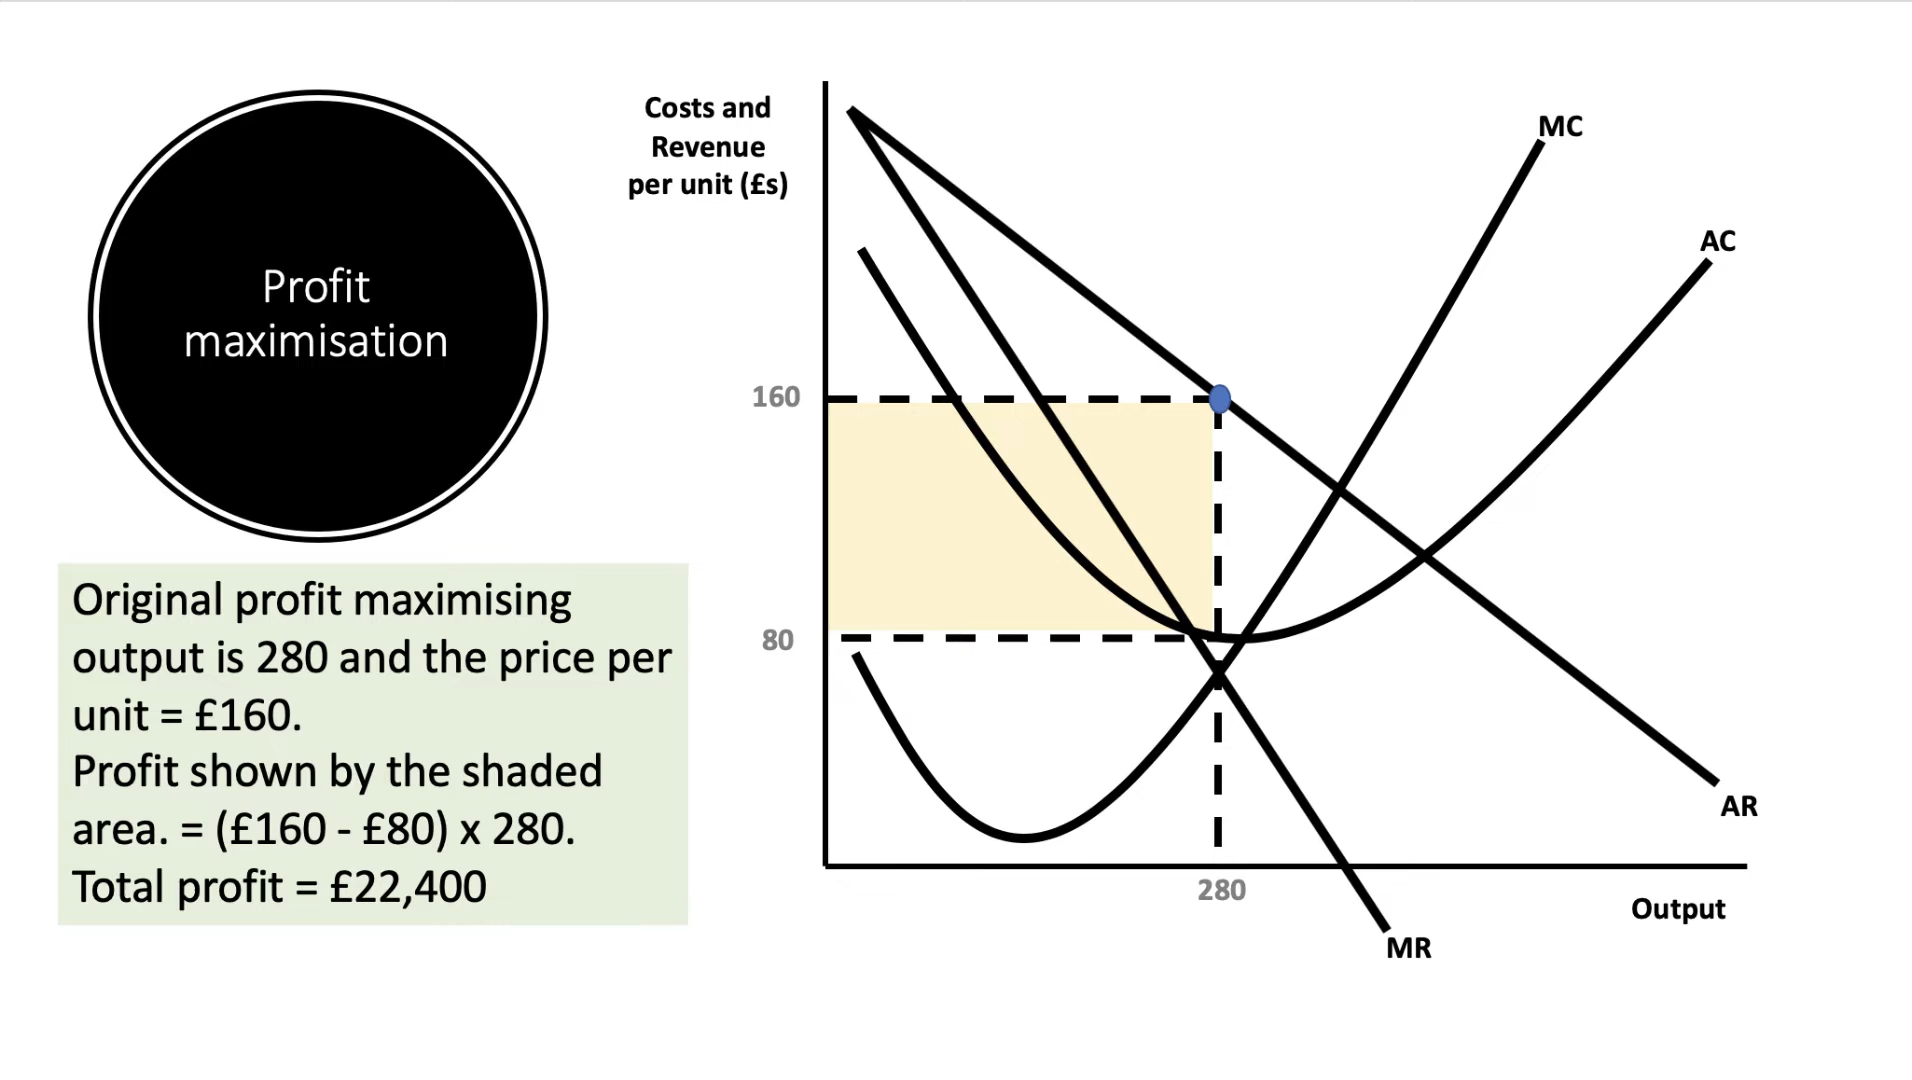 Profit
maximisation
Original profit maximising
output is 280 and the price per
unit = £160.
Profit shown by the shaded
area. = (£160 - £80) x 280.
Total profit = £22,400
Costs and
Revenue
per unit (£s)
MC
AC
160
80
AR
280
Output
MR